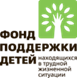 ФОНД
ПОДДЕРЖКИ
ДЕТЕЙ
НАХОДЯЩИХСЯ
В ТРУДНОЙ
ЖИЗНЕННОЙ
СИТУАЦИИ